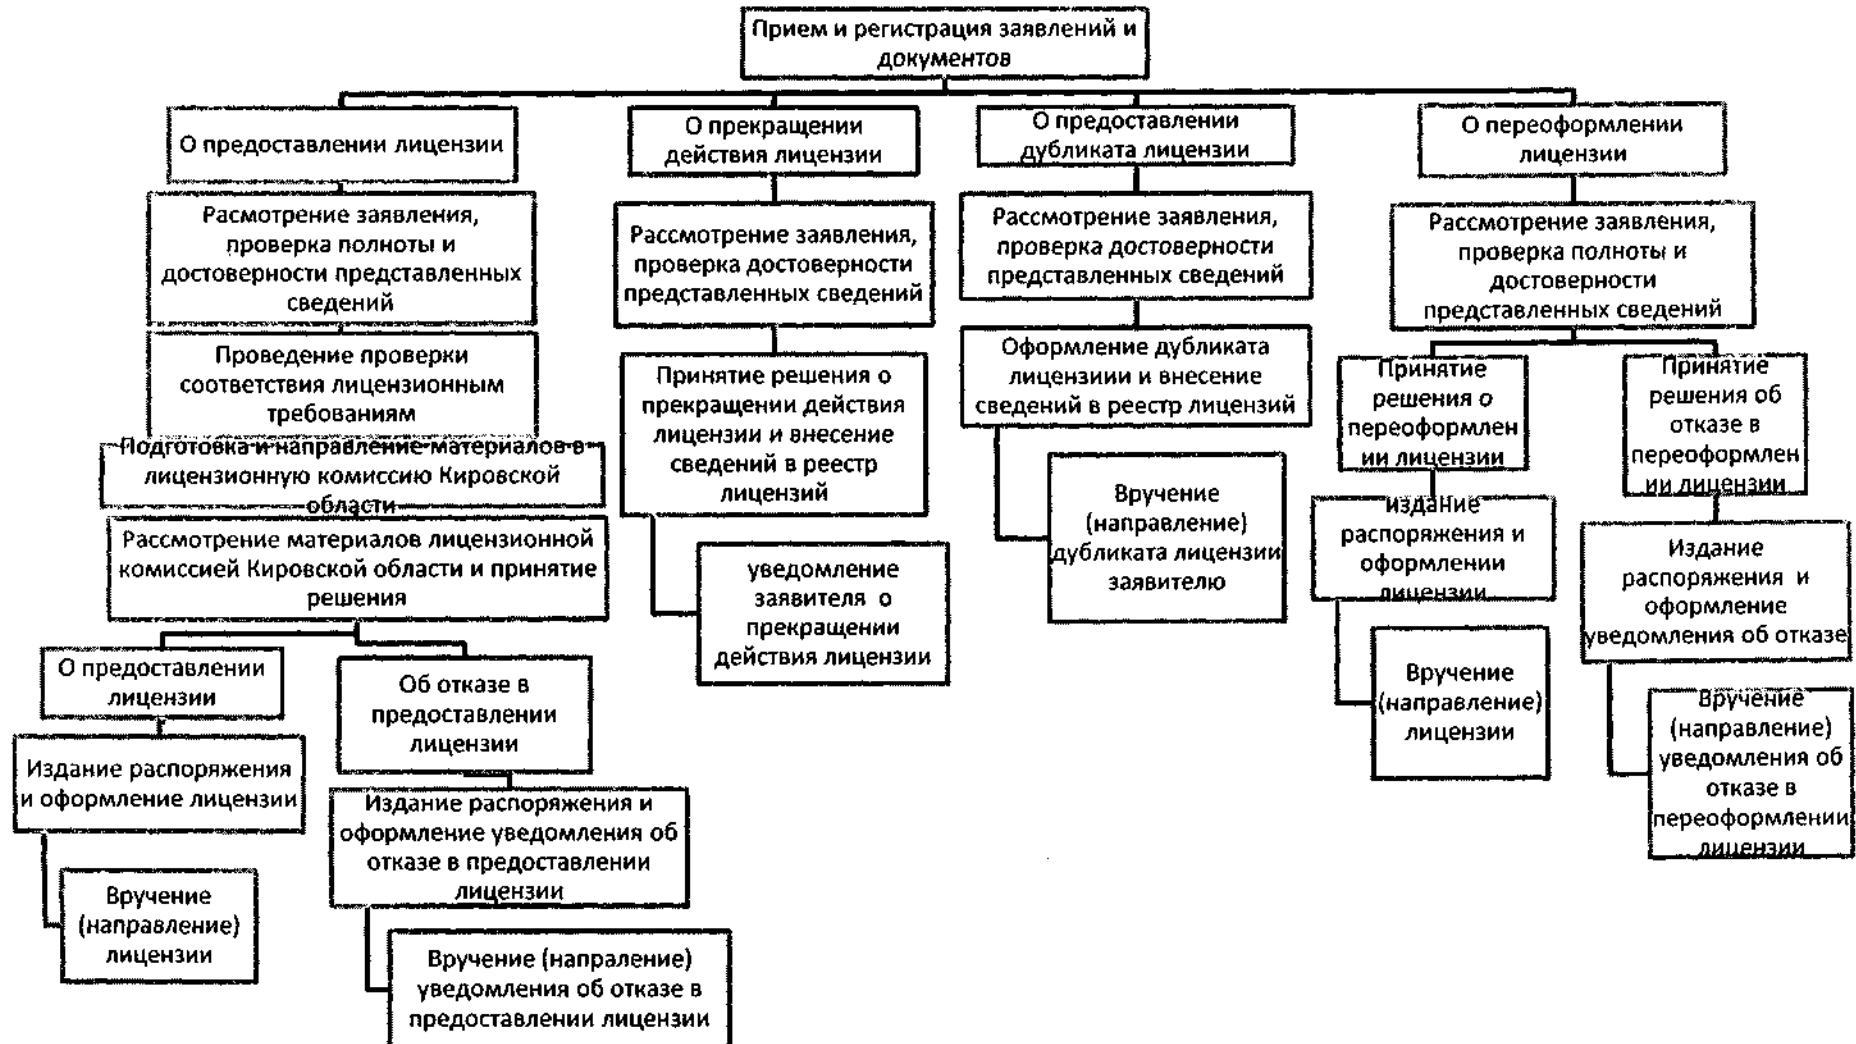 Прием и регистрация заявлений и
документов
О предоставлении лицензии
Расмотрение заявления,
проверка полноты и
достоверности представленных
сведений
Проведение проверки
соответствия лицензионным
требованиям
Подготовка и направление материалов в
лицензионную комиссию Кировской
области
Рассмотрение материалов лицензионной
комиссией Кировской области и принятие
решения
О предоставлении
лицензии
Издание распоряжения
и оформление лицензии
Вручение
(направление)
лицензии
Об отказе в
предоставлении
лицензии
Издание распоряжения и
оформление уведомления об
отказе в предоставлении
лицензии
Вручение (напраление)
уведомления об отказе в
предоставлении лицензии
О прекращении
действия лицензии
Рассмотрение заявления,
проверка достоверности
представленных сведений
Принятие решения о
прекращении действия
лицензии и внесение
сведений в реестр
лицензий
уведомление
заявителя о
прекращении
действия лицензии
О предоставлении
дубликата лицензии
Рассмотрение заявления,
проверка достоверности
представленных сведений
Оформление дубликата
лицензиии и внесение
сведений в реестр лицензий
Вручение
(направление)
дубликата лицензии
заявителю
О переоформлении
лицензии
Рассмотрение заявления,
проверка полноты и
достоверности
представленных сведений
Принятие
решения о
переоформлен
ии лицензии
издание
распоряжения и
оформлении
лицензии
Вручение
(направление)
лицензии
Принятие
решения об
отказе в
переоформлен
ии лицензии
Издание
распоряжения и
оформление
уведомления об отказе
Вручение
(направление)
уведомления об
отказе в
переоформлении
лицензии